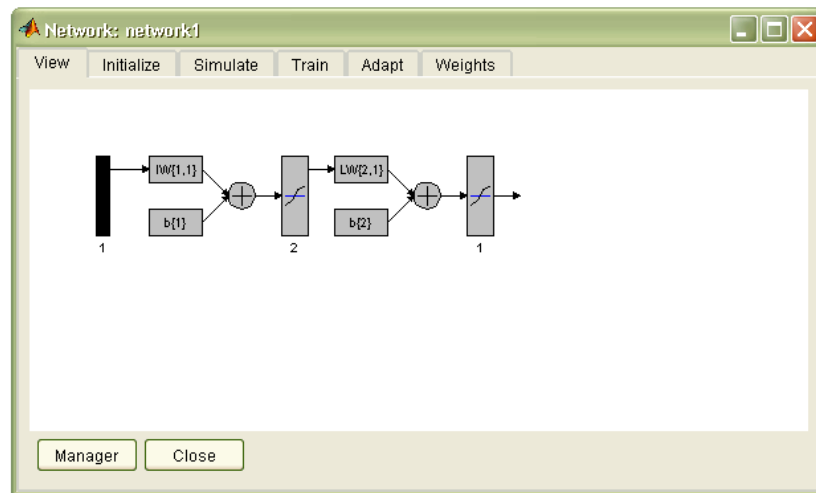 Network: network1
View Initialize Simulate Train Adapt Weights
IW{1,1} LW{2,1}
b{1} b{2}
1 2 1
Manager Close